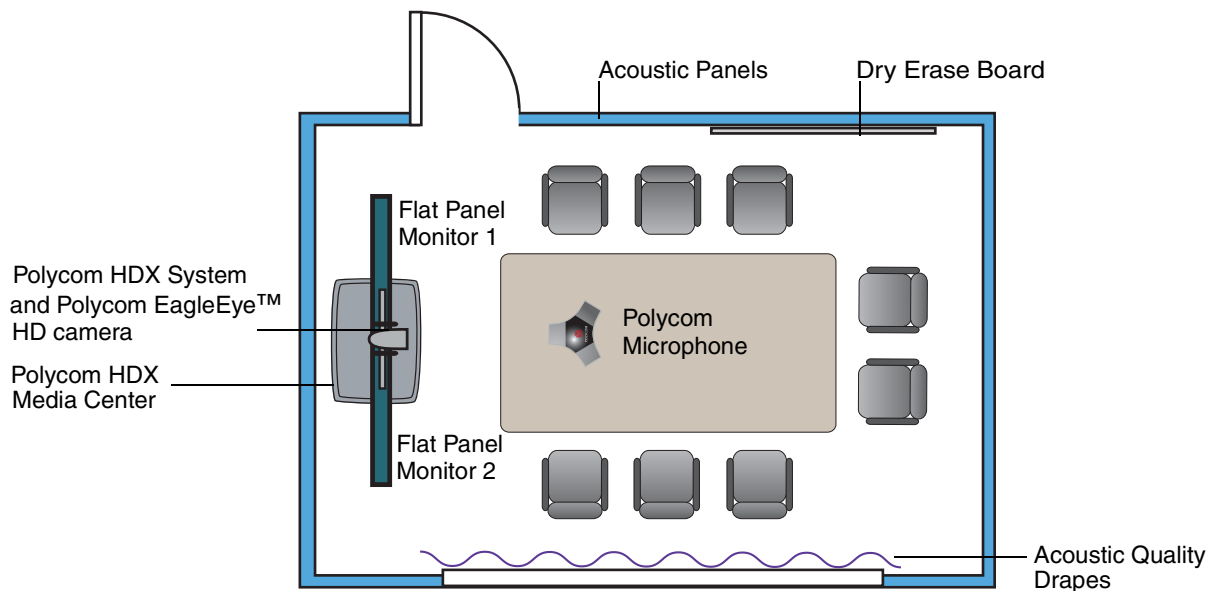 Acoustic Panels
Dry Erase Board
Flat Panel
Monitor 1
Polycom HDX System
and Polycom EagleEye™
HD camera
Polycom
Microphone
Polycom HDX
Media Center
Flat Panel
Monitor 2
Acoustic Quality
Drapes